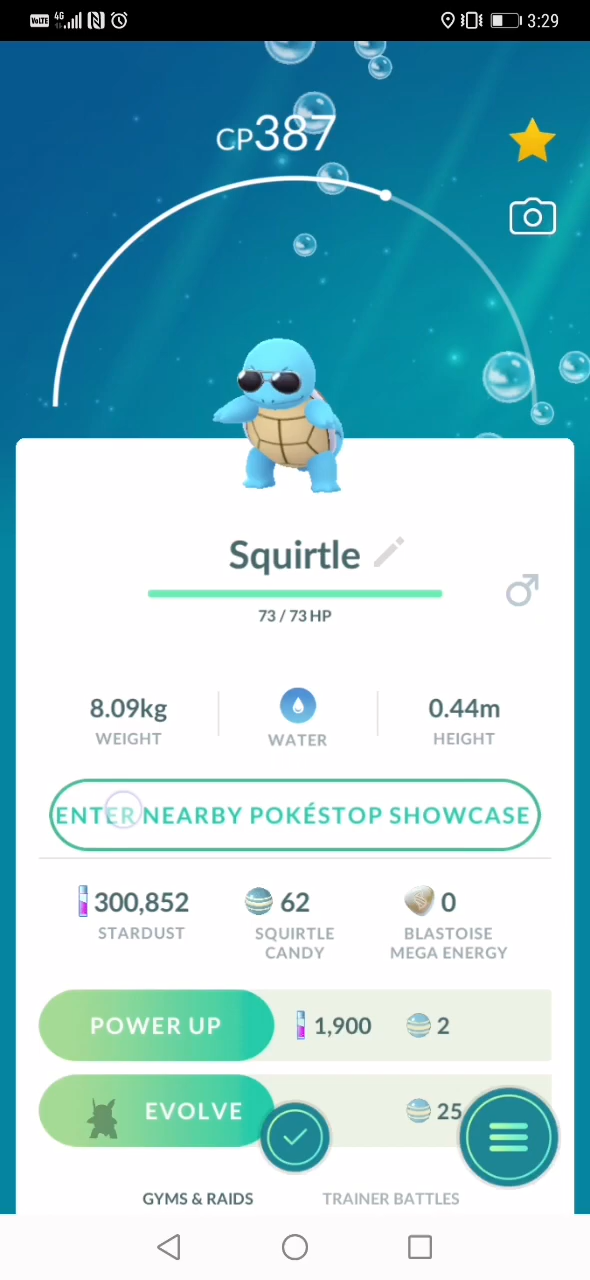 VoLTE 4G 3:29
CP387
Squirtle
73 / 73 HP
8.09kg 0.44m
WEIGHT WATER HEIGHT
ENTER NEARBY POKÉSTOP SHOWCASE
300,852 62 0
STARDUST SQUIRTLE CANDY BLASTOISE MEGA ENERGY
POWER UP 1,900 2
EVOLVE 25
GYMS & RAIDS TRAINER BATTLES